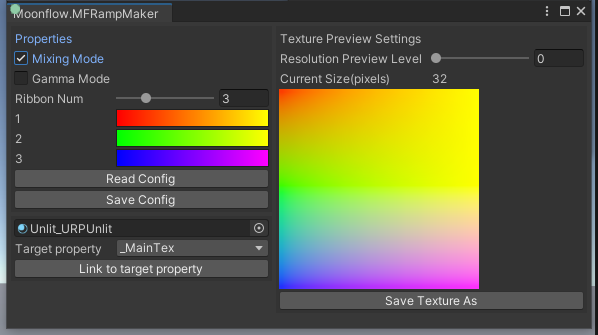 Moonflow.MFRampMaker
Properties
Mixing Mode
Gamma Mode
Ribbon Num 3
1
2
3
Read Config
Save Config
Unlit_URPUnlit
Target property _MainTex
Link to target property
Texture Preview Settings
Resolution Preview Level 0
Current Size(pixels) 32
Save Texture As